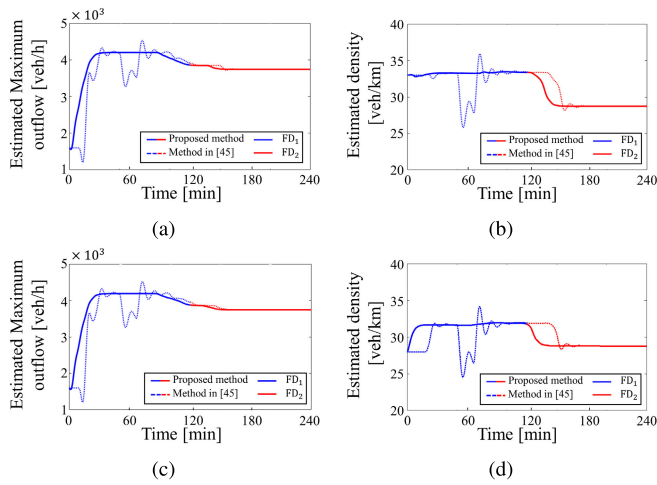 × 10³
5
4
3
2
1
0 60 120 180 240
Estimated Maximum
outflow [veh/h]
Proposed method FD₁
Method in [45] FD₂
Time [min]
(a)
40
35
30
25
20
0 60 120 180 240
Estimated density
[veh/km]
Proposed method FD₁
Method in [45] FD₂
Time [min]
(b)
× 10³
5
4
3
2
1
0 60 120 180 240
Estimated Maximum
outflow [veh/h]
Proposed method FD₁
Method in [45] FD₂
Time [min]
(c)
40
35
30
25
20
0 60 120 180 240
Estimated density
[veh/km]
Proposed method FD₁
Method in [45] FD₂
Time [min]
(d)